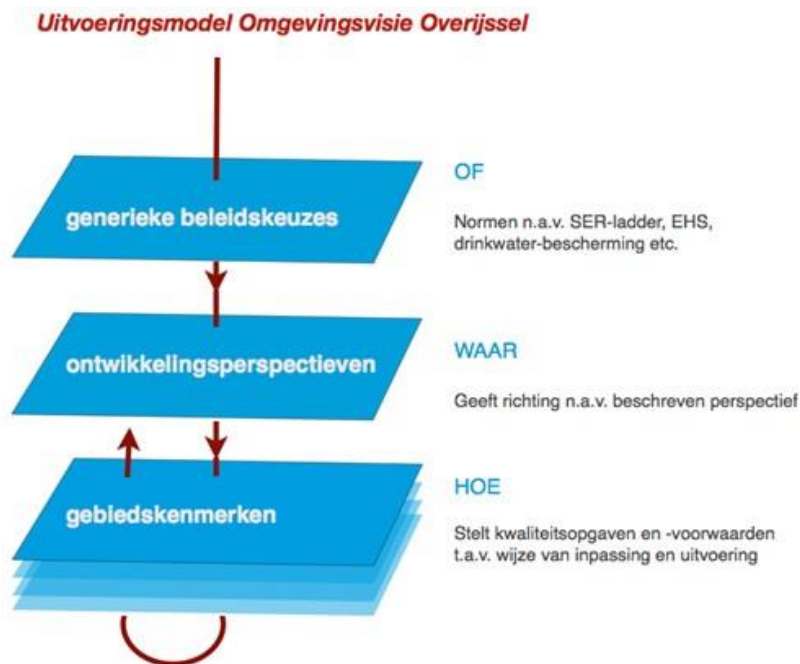 Uitvoeringsmodel Omgevingsvisie Overijssel
generieke beleidskeuzes
OF
Normen n.a.v. SER-ladder, EHS,
drinkwater-bescherming etc.
ontwikkelingsperspectieven
WAAR
Geeft richting n.a.v. beschreven perspectief
gebiedskenmerken
HOE
Stelt kwaliteitsopgaven en -voorwaarden
t.a.v. wijze van inpassing en uitvoering